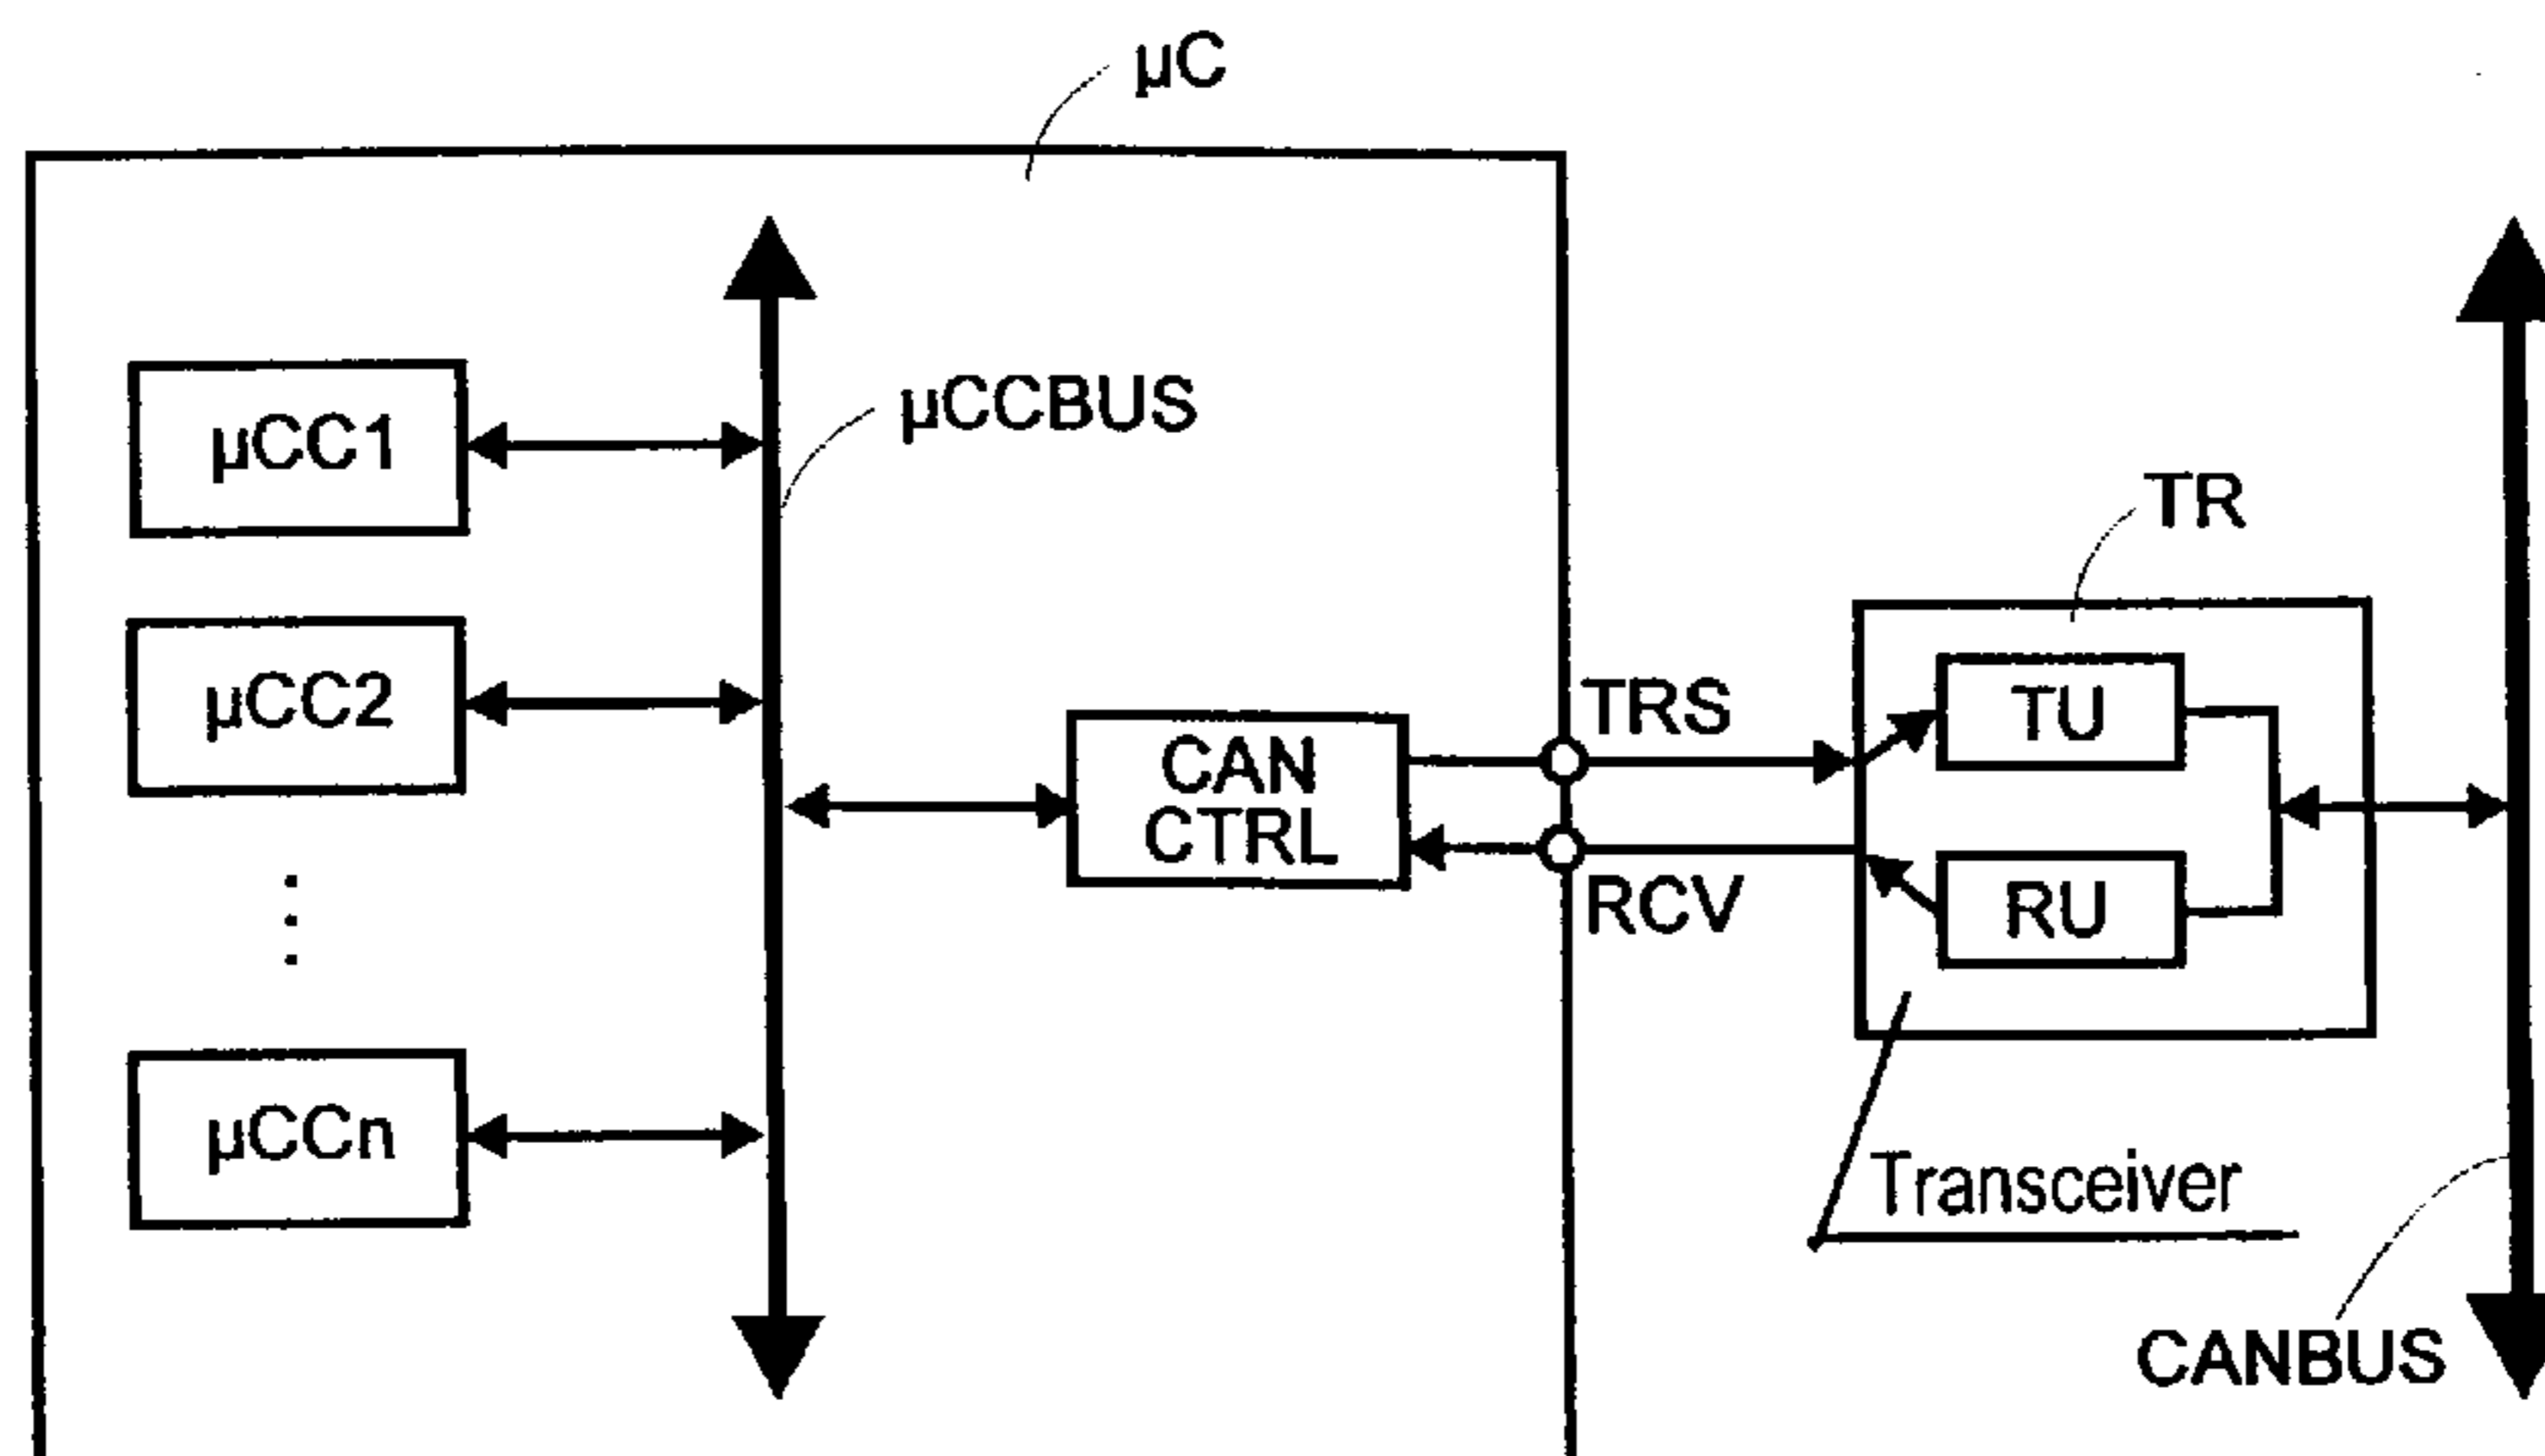 µC
µCCBUS
µCC1
TR
µCC2
TRS
TU
CAN
CTRL
RCV
RU
µCCn
Transceiver
CANBUS